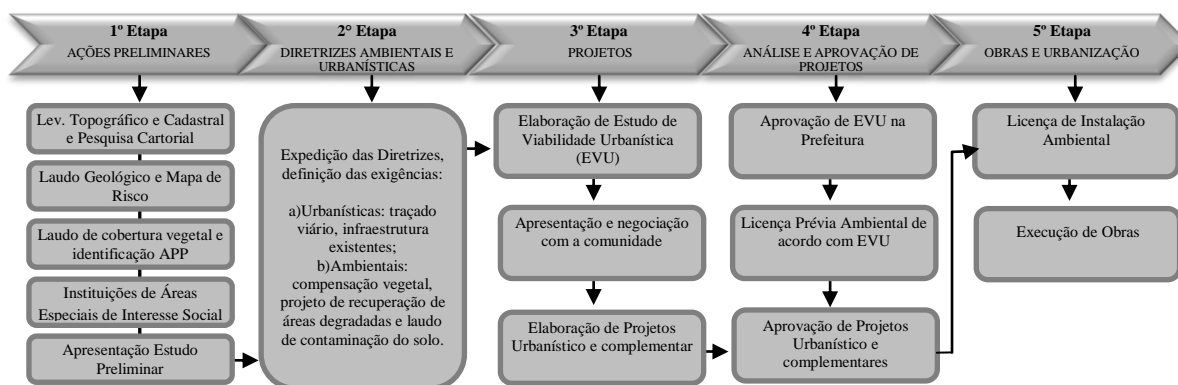 1º Etapa
AÇÕES PRELIMINARES
2° Etapa
DIRETRIZES AMBIENTAIS E
URBANÍSTICAS
3º Etapa
PROJETOS
4º Etapa
ANÁLISE E APROVAÇÃO DE
PROJETOS
5º Etapa
OBRAS E URBANIZAÇÃO
Lev. Topográfico e Cadastral
e Pesquisa Cartorial
Laudo Geológico e Mapa de
Risco
Laudo de cobertura vegetal e
identificação APP
Instituições de Áreas
Especiais de Interesse Social
Apresentação Estudo
Preliminar
Expedição das Diretrizes,
definição das exigências:
a)Urbanísticas: traçado
viário, infraestrutura
existentes;
b)Ambientais:
compensação vegetal,
projeto de recuperação de
áreas degradadas e laudo
de contaminação do solo.
Elaboração de Estudo de
Viabilidade Urbanística
(EVU)
Apresentação e negociação
com a comunidade
Elaboração de Projetos
Urbanístico e complementar
Aprovação de EVU na
Prefeitura
Licença Prévia Ambiental de
acordo com EVU
Aprovação de Projetos
Urbanístico e
complementares
Licença de Instalação
Ambiental
Execução de Obras